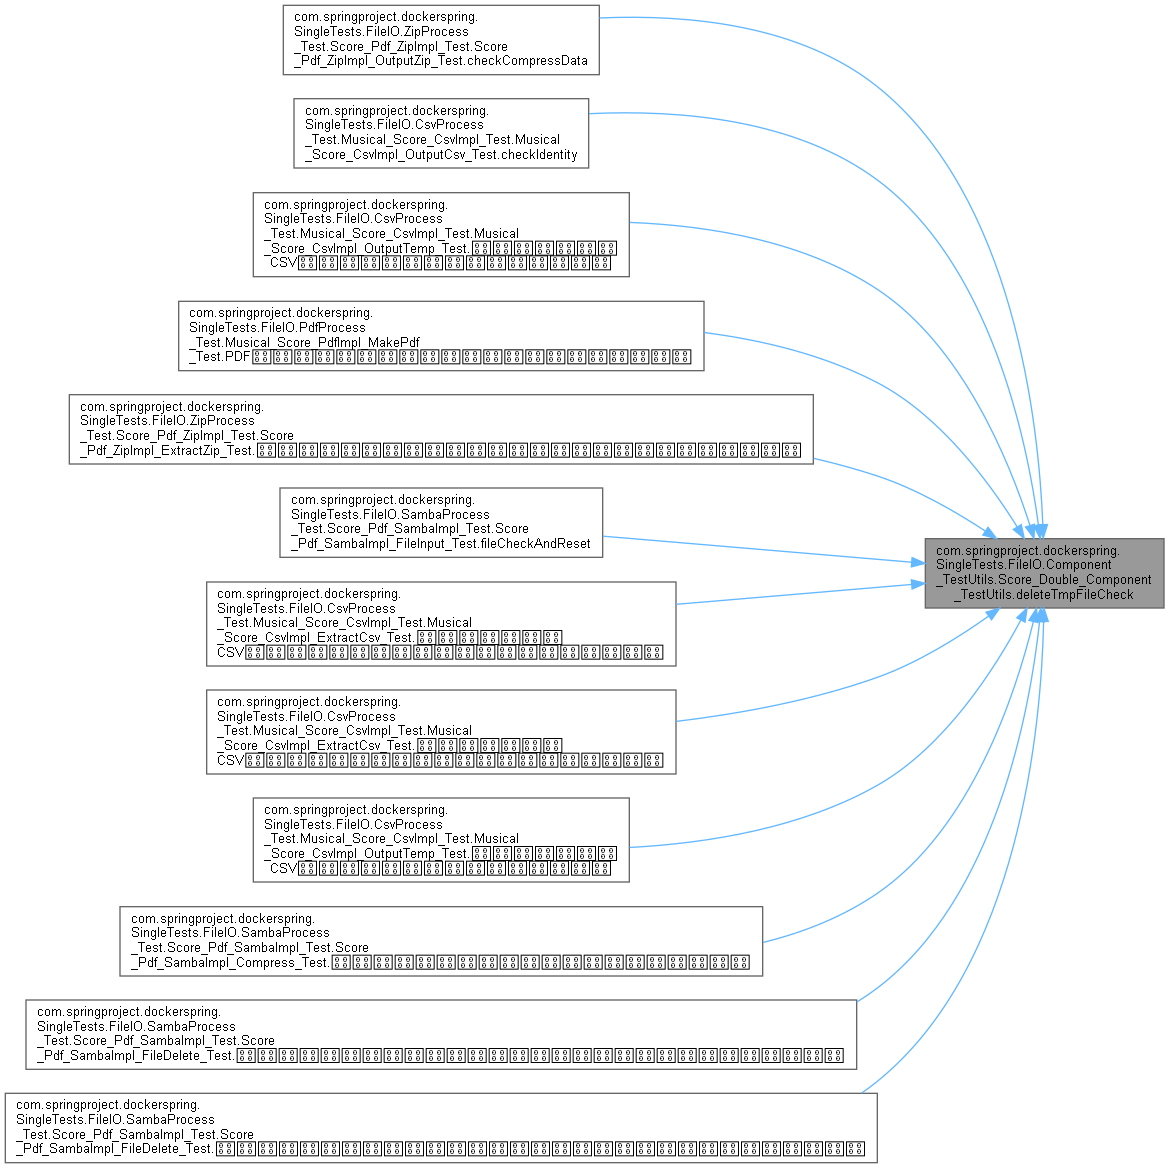 com.springproject.dockerspring.
SingleTests.FileIO.ZipProcess
_Test.Score_Pdf_ZipImpl_Test.Score
_Pdf_ZipImpl_OutputZip_Test.checkCompressData
com.springproject.dockerspring.
SingleTests.FileIO.CsvProcess
_Test.Musical_Score_CsvImpl_Test.Musical
_Score_CsvImpl_OutputCsv_Test.checkIdentity
com.springproject.dockerspring.
SingleTests.FileIO.CsvProcess
_Test.Musical_Score_CsvImpl_Test.Musical
_Score_CsvImpl_OutputTemp_Test.
CSV
com.springproject.dockerspring.
SingleTests.FileIO.PdfProcess
_Test.Musical_Score_PdfImpl_MakePdf
_Test.PDF
com.springproject.dockerspring.
SingleTests.FileIO.ZipProcess
_Test.Score_Pdf_ZipImpl_Test.Score
_Pdf_ZipImpl_ExtractZip_Test.
com.springproject.dockerspring.
SingleTests.FileIO.SambaProcess
_Test.Score_Pdf_SambaImpl_Test.Score
_Pdf_SambaImpl_FileInput_Test.fileCheckAndReset
com.springproject.dockerspring.
SingleTests.FileIO.Component
_TestUtils.Score_Double_Component
_TestUtils.deleteTmpFileCheck
com.springproject.dockerspring.
SingleTests.FileIO.CsvProcess
_Test.Musical_Score_CsvImpl_Test.Musical
_Score_CsvImpl_ExtractCsv_Test.
CSV
com.springproject.dockerspring.
SingleTests.FileIO.CsvProcess
_Test.Musical_Score_CsvImpl_Test.Musical
_Score_CsvImpl_ExtractCsv_Test.
CSV
com.springproject.dockerspring.
SingleTests.FileIO.CsvProcess
_Test.Musical_Score_CsvImpl_Test.Musical
_Score_CsvImpl_OutputTemp_Test.
CSV
com.springproject.dockerspring.
SingleTests.FileIO.SambaProcess
_Test.Score_Pdf_SambaImpl_Test.Score
_Pdf_SambaImpl_Compress_Test.
com.springproject.dockerspring.
SingleTests.FileIO.SambaProcess
_Test.Score_Pdf_SambaImpl_Test.Score
_Pdf_SambaImpl_FileDelete_Test.
com.springproject.dockerspring.
SingleTests.FileIO.SambaProcess
_Test.Score_Pdf_SambaImpl_Test.Score
_Pdf_SambaImpl_FileDelete_Test.